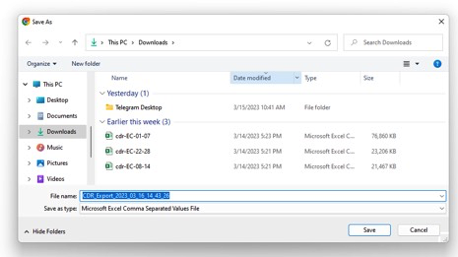 Save As
This PC > Downloads >
Search Downloads
Organize
New folder
Name
Date modified
Type
Size
This PC
Desktop
Documents
Downloads
Music
Pictures
Videos
Yesterday (1)
Telegram Desktop 3/15/2023 10:41 AM File folder
Earlier this week (3)
cdr-EC-01-07 3/14/2023 5:23 PM Microsoft Excel C... 76,860 KB
cdr-EC-22-28 3/14/2023 5:21 PM Microsoft Excel C... 23,206 KB
cdr-EC-08-14 3/14/2023 5:21 PM Microsoft Excel C... 21,467 KB
File name: CDR_Export_2023_03_16_14_43_26
Save as type: Microsoft Excel Comma Separated Values File
Hide Folders
Save
Cancel